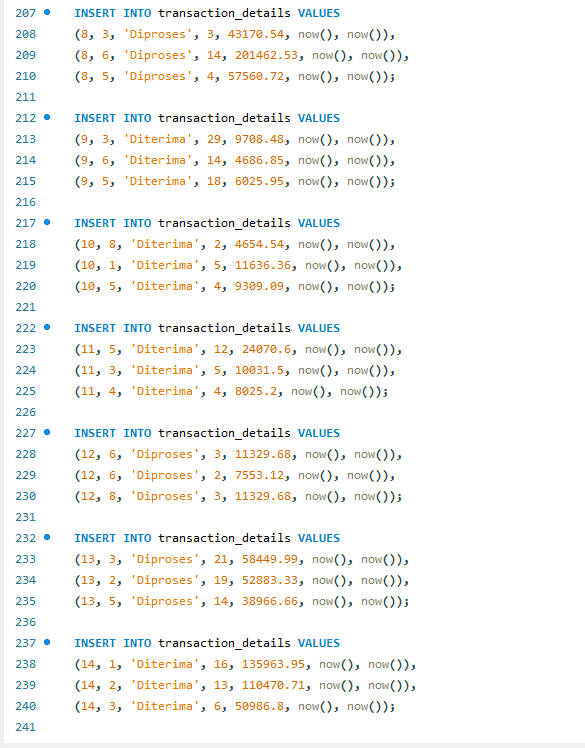 207 INSERT INTO transaction_details VALUES
208 (8, 3, 'Diproses', 3, 43170.54, now(), now()),
209 (8, 6, 'Diproses', 14, 201462.53, now(), now()),
210 (8, 5, 'Diproses', 4, 57560.72, now(), now());
211
212 INSERT INTO transaction_details VALUES
213 (9, 3, 'Diterima', 29, 9708.48, now(), now()),
214 (9, 6, 'Diterima', 14, 4686.85, now(), now()),
215 (9, 5, 'Diterima', 18, 6025.95, now(), now());
216
217 INSERT INTO transaction_details VALUES
218 (10, 8, 'Diterima', 2, 4654.54, now(), now()),
219 (10, 1, 'Diterima', 5, 11636.36, now(), now()),
220 (10, 5, 'Diterima', 4, 9309.09, now(), now());
221
222 INSERT INTO transaction_details VALUES
223 (11, 5, 'Diterima', 12, 24070.6, now(), now()),
224 (11, 3, 'Diterima', 5, 10031.5, now(), now()),
225 (11, 4, 'Diterima', 4, 8025.2, now(), now());
226
227 INSERT INTO transaction_details VALUES
228 (12, 6, 'Diproses', 3, 11329.68, now(), now()),
229 (12, 6, 'Diproses', 2, 7553.12, now(), now()),
230 (12, 8, 'Diproses', 3, 11329.68, now(), now());
231
232 INSERT INTO transaction_details VALUES
233 (13, 3, 'Diproses', 21, 58449.99, now(), now()),
234 (13, 2, 'Diproses', 19, 52883.33, now(), now()),
235 (13, 5, 'Diproses', 14, 38966.66, now(), now());
236
237 INSERT INTO transaction_details VALUES
238 (14, 1, 'Diterima', 16, 135963.95, now(), now()),
239 (14, 2, 'Diterima', 13, 110470.71, now(), now()),
240 (14, 3, 'Diterima', 6, 50986.8, now(), now());
241